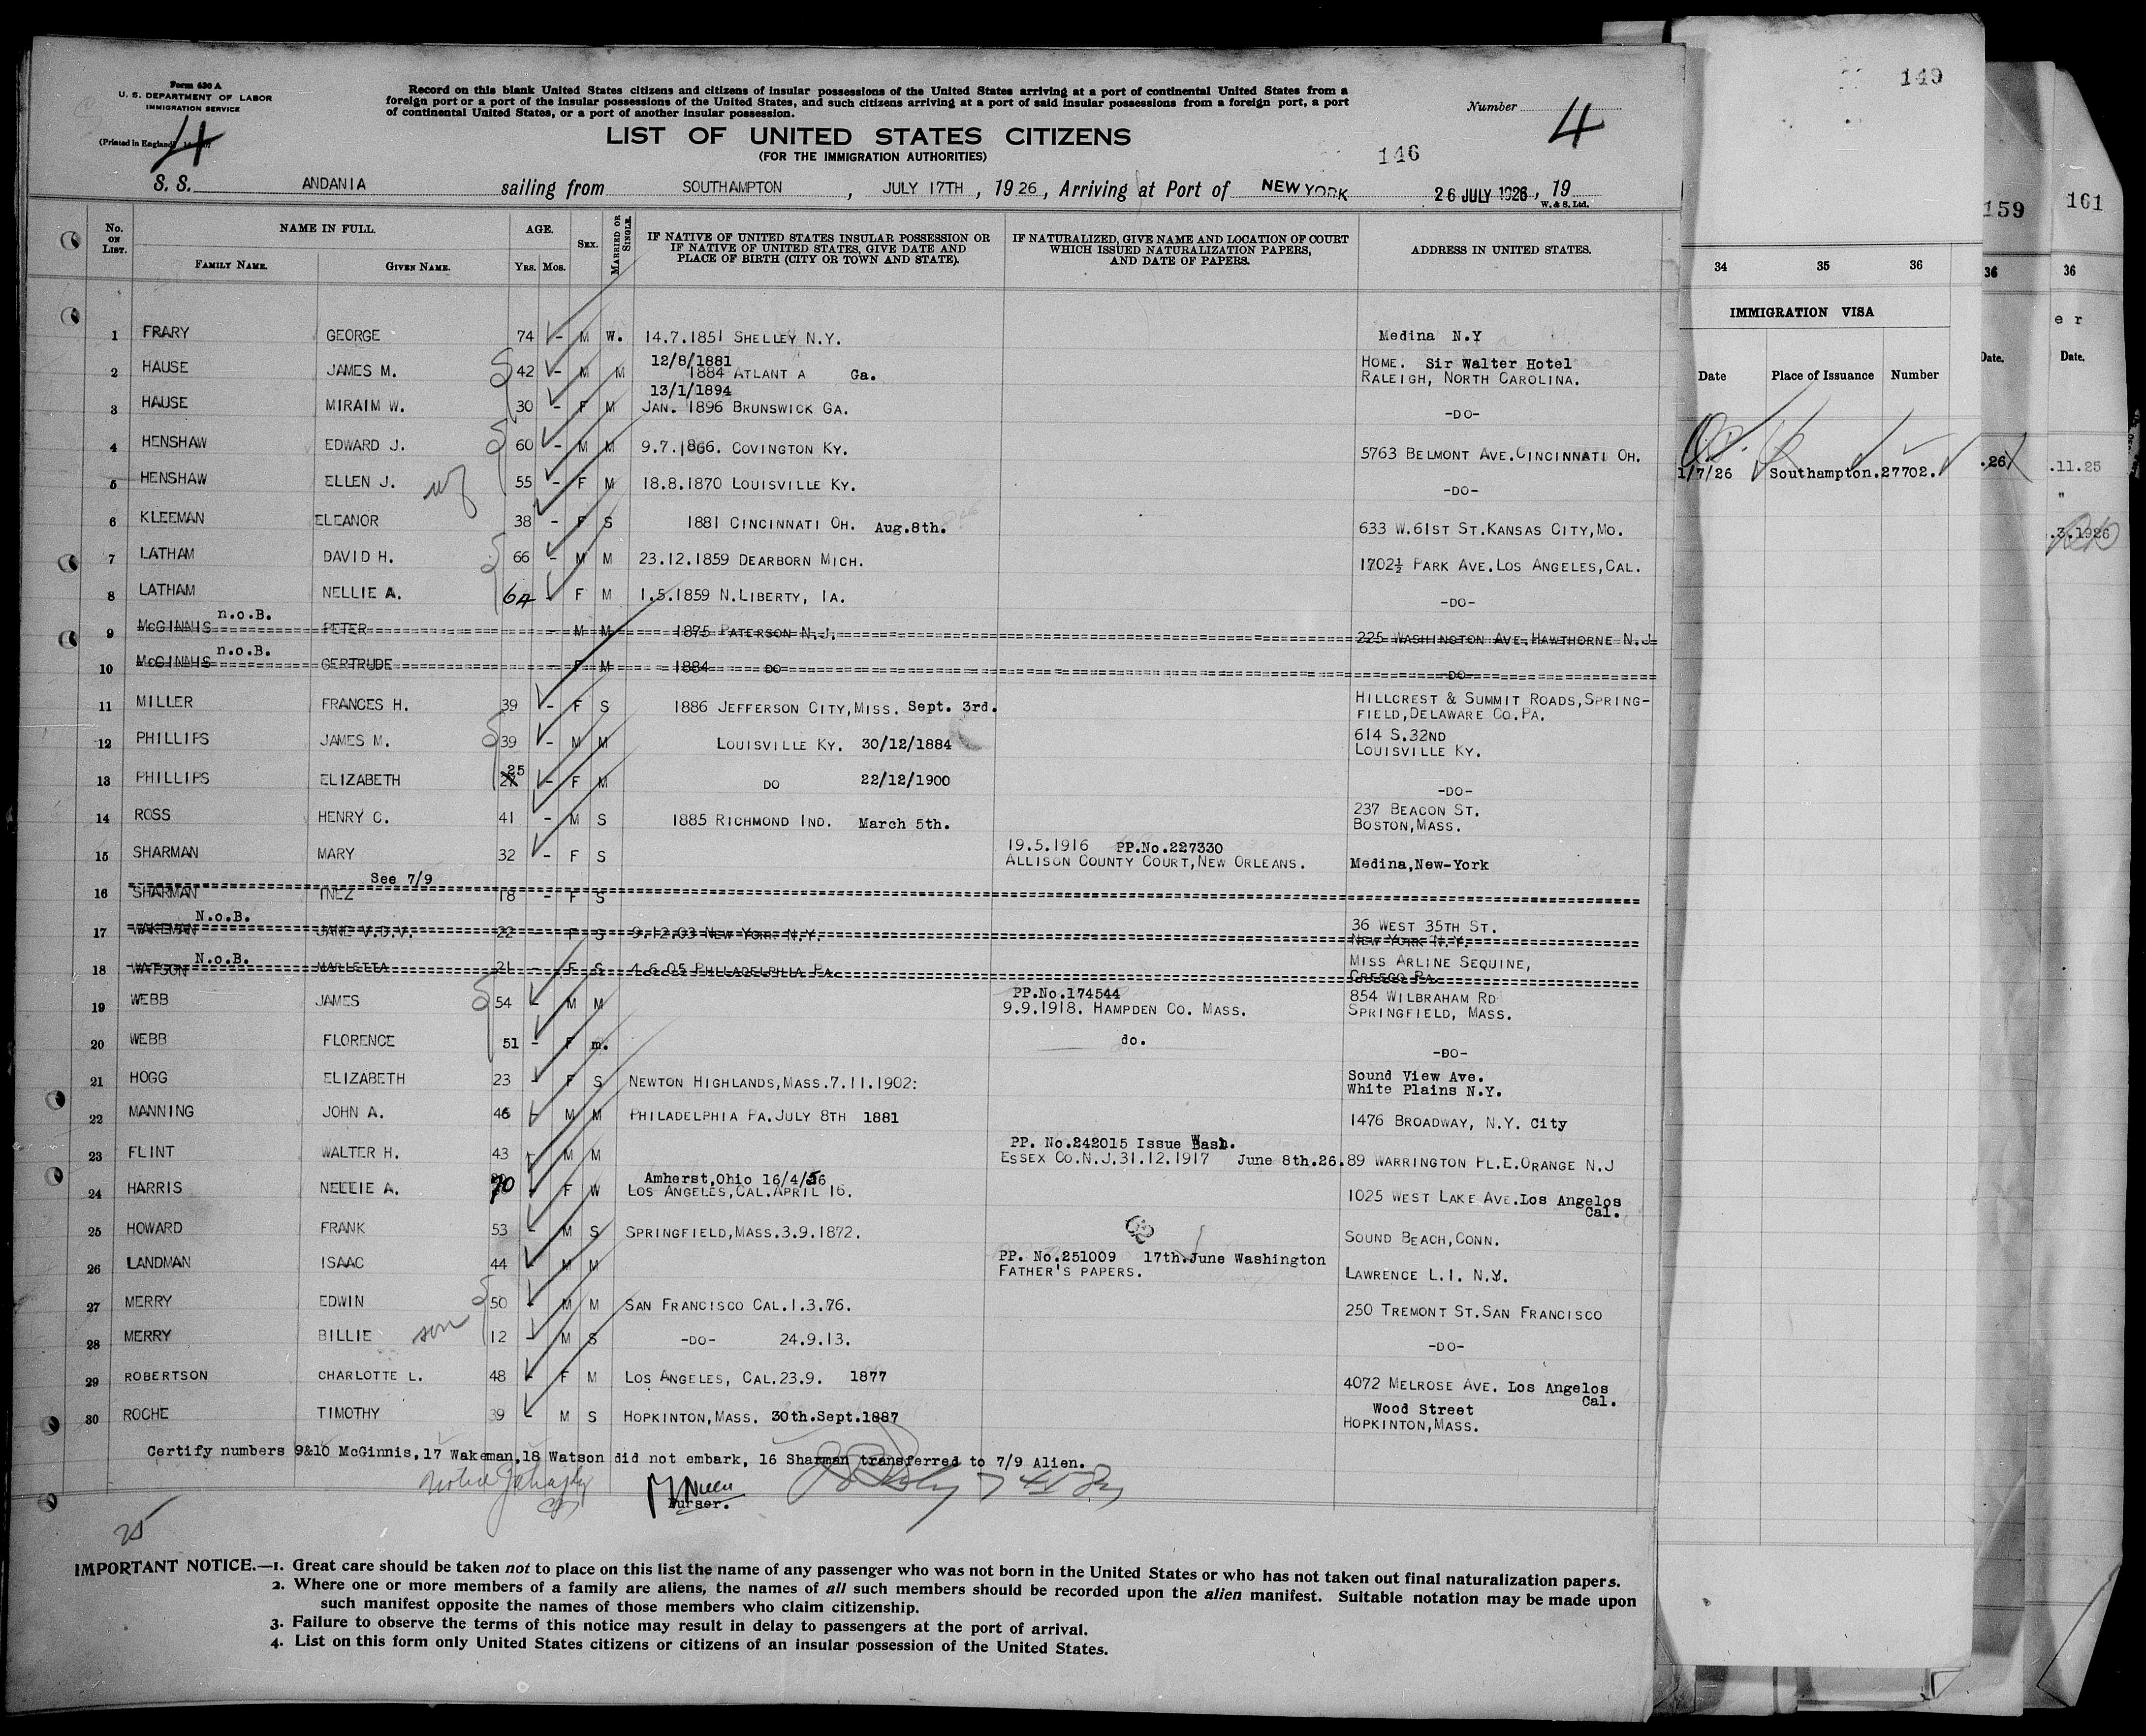 Form 630 A
U. S. DEPARTMENT OF LABOR
IMMIGRATION SERVICE
(Printed in England)
4
Record on this blank United States citizens and citizens of insular possessions of the United States arriving at a port of continental United States from a
foreign port or a port of the insular possessions of the United States, and such citizens arriving at a port of said insular possessions from a foreign port, a port
of continental United States, or a port of another insular possession.
Number 4
LIST OF UNITED STATES CITIZENS
(FOR THE IMMIGRATION AUTHORITIES)
146
S. S. ANDANIA sailing from SOUTHAMPTON, JULY 17TH, 1926, Arriving at Port of NEW YORK 26 JULY 1926, 19
W. & S. Ltd.
No. ON LIST. NAME IN FULL. AGE. SEX. MARRIED OR SINGLE. IF NATIVE OF UNITED STATES INSULAR POSSESSION OR IF NATIVE OF UNITED STATES, GIVE DATE AND PLACE OF BIRTH (CITY OR TOWN AND STATE). IF NATURALIZED, GIVE NAME AND LOCATION OF COURT WHICH ISSUED NATURALIZATION PAPERS, AND DATE OF PAPERS. ADDRESS IN UNITED STATES.
FAMILY NAME. GIVEN NAME. YRS. MOS.
1 FRARY GEORGE 74 - M W. 14.7.1851 SHELLEY N.Y. Medina N.Y
12/8/1881 HOME. Sir Walter Hotel
2 HAUSE JAMES M. 42 - M M 1884 ATLANT A Ga. RALEIGH, NORTH CAROLINA.
13/1/1894
3 HAUSE MIRAIM W. 30 - F M JAN. 1896 BRUNSWICK GA. -DO-
4 HENSHAW EDWARD J. 60 - M M 9.7.1866. COVINGTON KY. 5763 BELMONT AVE.CINCINNATI OH.
5 HENSHAW ELLEN J. wf 55 - F M 18.8.1870 LOUISVILLE KY. -DO-
6 KLEEMAN ELEANOR 38 - F S 1881 CINCINNATI OH. Aug.8th. 633 W.61ST ST.KANSAS CITY,MO.
7 LATHAM DAVID H. 66 - M M 23.12.1859 DEARBORN MICH. 1702½ PARK AVE.LOS ANGELES,CAL.
8 LATHAM NELLIE A. 64 - F M 1.5.1859 N.LIBERTY, IA. -DO-
n.o.B.
9 McGINNIS PETER - M M 1875 PATERSON N.J. 225 WASHINGTON AVE.HAWTHORNE N.J
n.o.B.
10 McGINNIS GERTRUDE - F M 1884 DO -DO-
11 MILLER FRANCES H. 39 - F S 1886 JEFFERSON CITY,MISS. Sept. 3rd. HILLCREST & SUMMIT ROADS,SPRING-
FIELD,DELAWARE CO.PA.
12 PHILLIPS JAMES M. 39 - M M LOUISVILLE KY. 30/12/1884 614 S.32ND
LOUISVILLE KY.
25
13 PHILLIPS ELIZABETH - F M DO 22/12/1900 -DO-
14 ROSS HENRY C. 41 - M S 1885 RICHMOND IND. March 5th. 237 BEACON ST.
BOSTON,MASS.
19.5.1916 PP.No.227330
15 SHARMAN MARY 32 - F S ALLISON COUNTY COURT,NEW ORLEANS. Medina,New-York
See 7/9
16 SHARMAN INEZ 18 - F S
N.o.B.
17 WAKEMAN JANE V.D.V. 22 - F S 9.12.03 NEW YORK N.Y. 36 WEST 35TH ST.
NEW YORK N.Y.
N.o.B.
18 WATSON MARIETTA 21 - F S 4.6.05 PHILADELPHIA PA. MISS ARLINE SEQUINE,
CRESCO PA.
PP.No.174544
19 WEBB JAMES 54 - M M 9.9.1918. HAMPDEN CO. MASS. 854 WILBRAHAM RD
SPRINGFIELD, MASS.
20 WEBB FLORENCE 51 - F m. do. -DO-
21 HOGG ELIZABETH 23 - F S NEWTON HIGHLANDS,MASS.7.11.1902: Sound View Ave.
White Plains N.Y.
22 MANNING JOHN A. 46 - M M PHILADELPHIA PA.JULY 8TH 1881 1476 BROADWAY, N.Y. City
PP. No.242015 Issue Wash.
23 FLINT WALTER H. 43 M M ESSEX CO.N.J.31.12.1917 June 8th.26. 89 WARRINGTON PL.E.ORANGE N.J
Amherst,Ohio 16/4/56
24 HARRIS NELLIE A. 70 - F W LOS ANGELES,CAL.APRIL 16. 1025 WEST LAKE AVE.Los Angelos
Cal.
25 HOWARD FRANK 53 - M S SPRINGFIELD,MASS.3.9.1872. SOUND BEACH,CONN.
PP. No.251009 17th.June Washington
26 LANDMAN ISAAC 44 - M M FATHER'S PAPERS. LAWRENCE L.I. N.Y.
27 MERRY EDWIN 50 - M M SAN FRANCISCO CAL.1.3.76. 250 TREMONT ST.SAN FRANCISCO
28 MERRY BILLIE son 12 - M S -DO- 24.9.13. -DO-
29 ROBERTSON CHARLOTTE L. 48 - F M LOS ANGELES, CAL.23.9. 1877 4072 MELROSE AVE. Los Angelos
Cal.
30 ROCHE TIMOTHY 39 - M S HOPKINTON,MASS. 30th.Sept.1887 Wood Street
HOPKINTON,MASS.
Certify numbers 9&10 McGinnis,17 Wakeman,18 Watson did not embark, 16 Sharman transferred to 7/9 Alien.
Purser.
25
IMPORTANT NOTICE.—1. Great care should be taken not to place on this list the name of any passenger who was not born in the United States or who has not taken out final naturalization papers.
2. Where one or more members of a family are aliens, the names of all such members should be recorded upon the alien manifest. Suitable notation may be made upon
such manifest opposite the names of those members who claim citizenship.
3. Failure to observe the terms of this notice may result in delay to passengers at the port of arrival.
4. List on this form only United States citizens or citizens of an insular possession of the United States.
149
34 35 36
IMMIGRATION VISA
Date Place of Issuance Number
1/7/26 Southampton.27702.
159
36
Date.
.26
161
36
er
Date.
.11.25
"
.3.1926